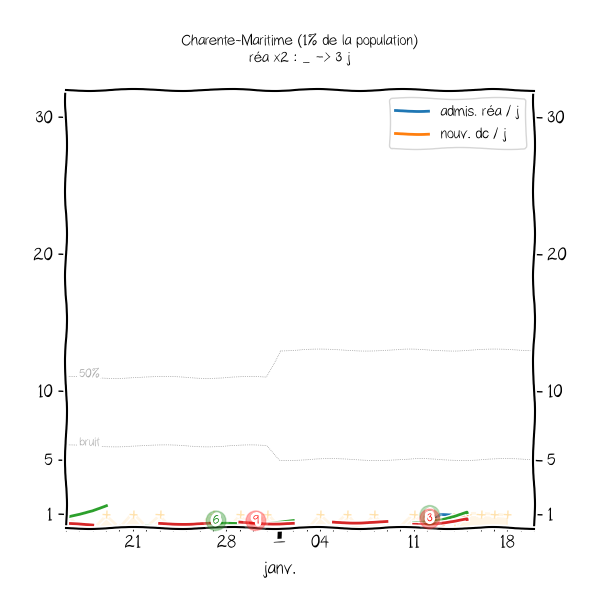 Charente-Maritime (1% de la population)
réa x2 : _ -> 3 j
admis. réa / j
nouv. dc / j
30 30
20 20
50%
10 10
bruit
5 5
6 9 3
1 1
21 28 04 11 18
janv.